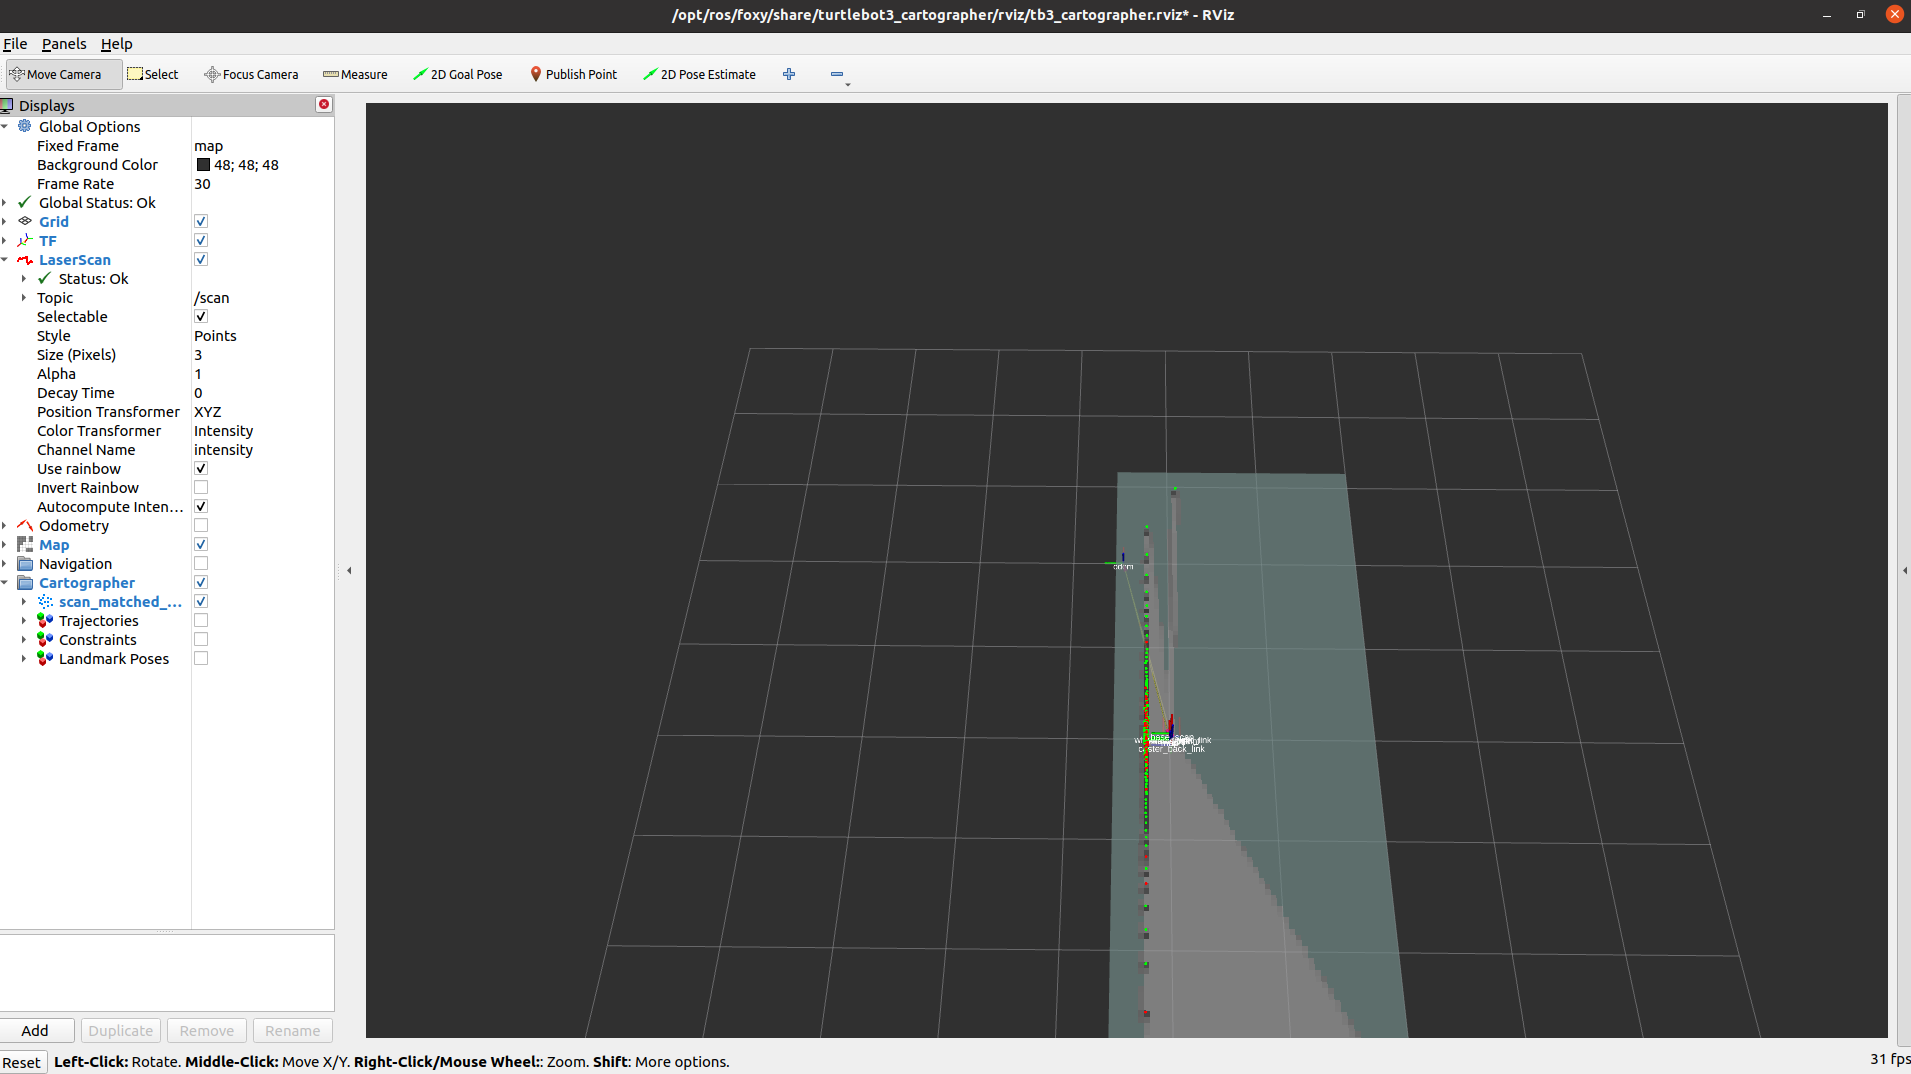 /opt/ros/foxy/share/turtlebot3_cartographer/rviz/tb3_cartographer.rviz* - RViz
File Panels Help
Move Camera Select Focus Camera Measure 2D Goal Pose Publish Point 2D Pose Estimate
Displays
Global Options
Fixed Frame map
Background Color 48; 48; 48
Frame Rate 30
Global Status: Ok
Grid
TF
LaserScan
Status: Ok
Topic /scan
Selectable
Style Points
Size (Pixels) 3
Alpha 1
Decay Time 0
Position Transformer XYZ
Color Transformer Intensity
Channel Name intensity
Use rainbow
Invert Rainbow
Autocompute Inten...
Odometry
Map
Navigation
Cartographer
scan_matched_...
Trajectories
Constraints
Landmark Poses
odom
base_scan
caster_back_link
Add Duplicate Remove Rename
Reset Left-Click: Rotate. Middle-Click: Move X/Y. Right-Click/Mouse Wheel:: Zoom. Shift: More options. 31 fps